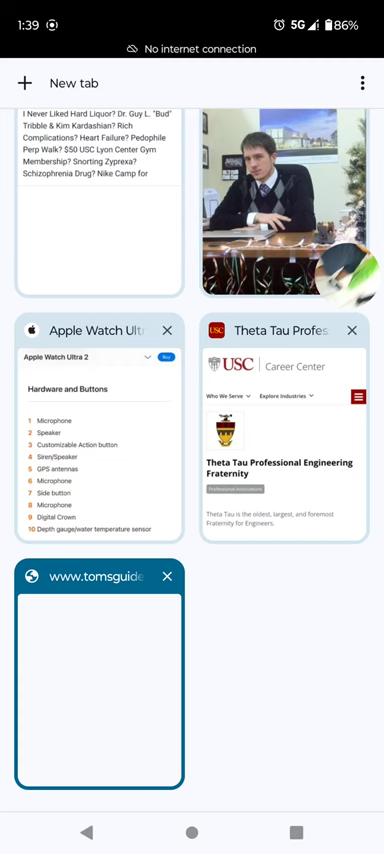 1:39 5G 86%
No internet connection
New tab
I Never Liked Hard Liquor? Dr. Guy L. "Bud"
Tribble & Kim Kardashian? Rich
Complications? Heart Failure? Pedophile
Perp Walk? $50 USC Lyon Center Gym
Membership? Snorting Zyprexa?
Schizophrenia Drug? Nike Camp for
Apple Watch Ult
Apple Watch Ultra 2 Buy
Hardware and Buttons
1 Microphone
2 Speaker
3 Customizable Action button
4 Siren/Speaker
5 GPS antennas
6 Microphone
7 Side button
8 Microphone
9 Digital Crown
10 Depth gauge/water temperature sensor
USC Theta Tau Profes
USC Career Center
Who We Serve Explore Industries
Theta Tau Professional Engineering
Fraternity
Professional Associations
Theta Tau is the oldest, largest, and foremost
Fraternity for Engineers.
www.tomsguide